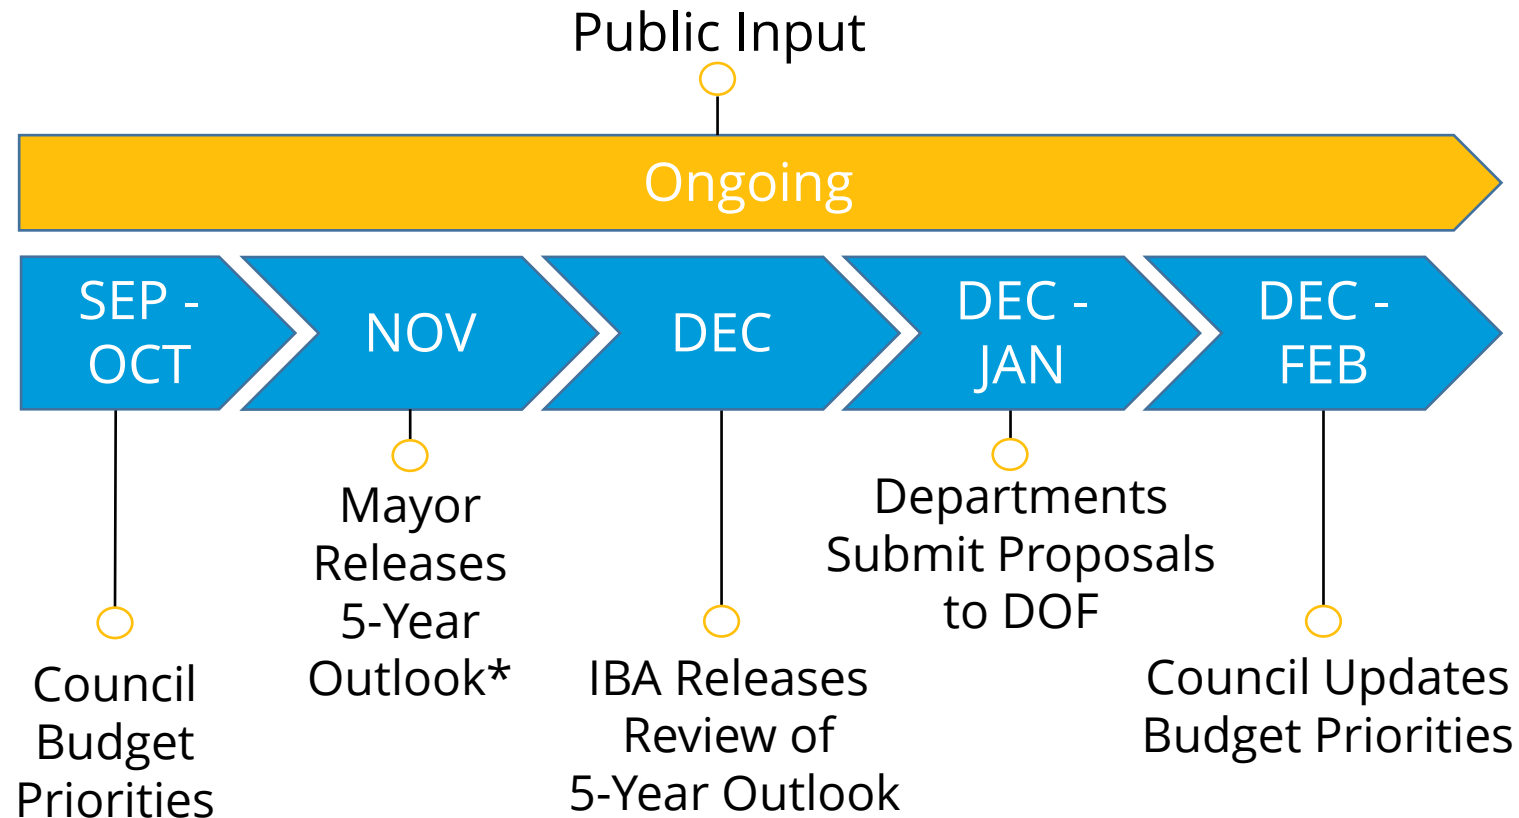 Public Input
Ongoing
SEP -
OCT
NOV
DEC
DEC -
JAN
DEC -
FEB
Council
Budget
Priorities
Mayor
Releases
5-Year
Outlook*
IBA Releases
Review of
5-Year Outlook
Departments
Submit Proposals
to DOF
Council Updates
Budget Priorities